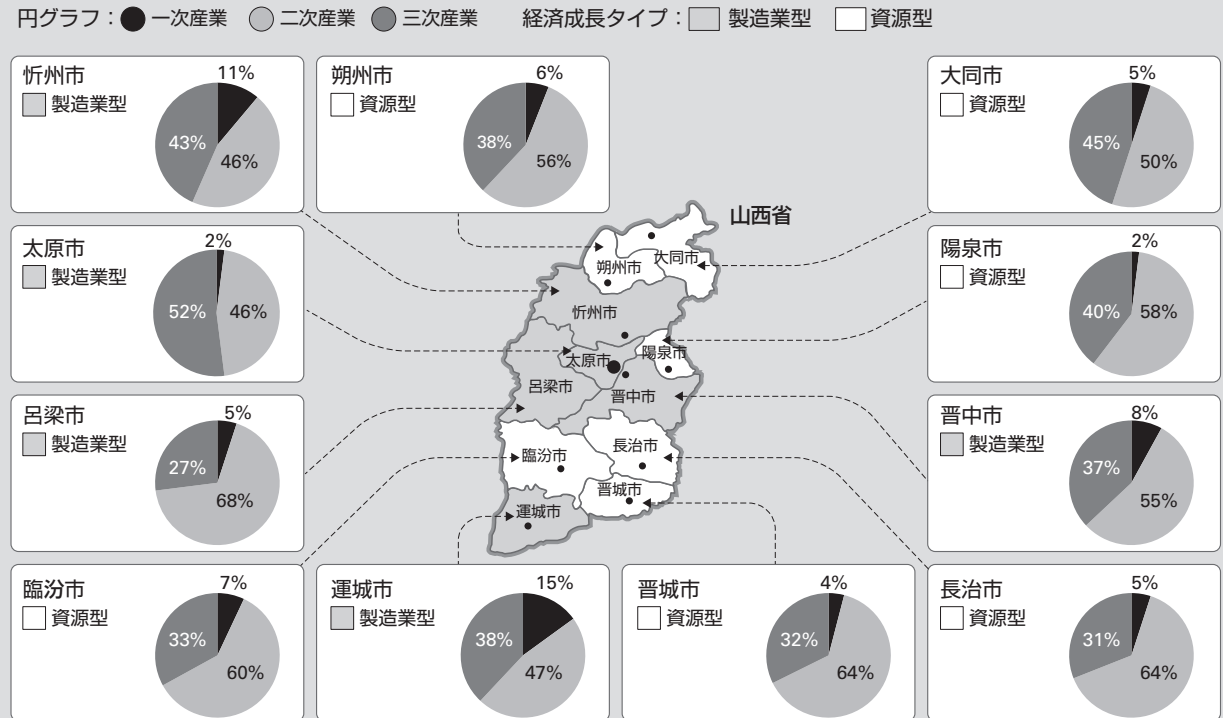 円グラフ：一次産業 二次産業 三次産業 経済成長タイプ：製造業型 資源型
忻州市
製造業型
11%
43%
46%
朔州市
資源型
6%
38%
56%
大同市
資源型
5%
45%
50%
太原市
製造業型
2%
52%
46%
陽泉市
資源型
2%
40%
58%
呂梁市
製造業型
5%
27%
68%
晋中市
製造業型
8%
37%
55%
山西省
大同市
朔州市
忻州市
太原市
陽泉市
呂梁市
晋中市
長治市
臨汾市
晋城市
運城市
臨汾市
資源型
7%
33%
60%
運城市
製造業型
15%
38%
47%
晋城市
資源型
4%
32%
64%
長治市
資源型
5%
31%
64%